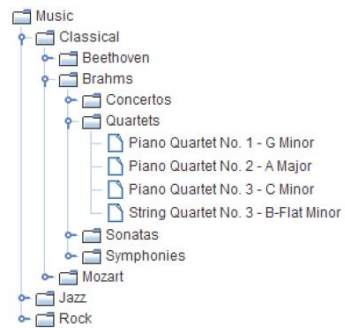 Music
Classical
Beethoven
Brahms
Concertos
Quartets
Piano Quartet No. 1 - G Minor
Piano Quartet No. 2 - A Major
Piano Quartet No. 3 - C Minor
String Quartet No. 3 - B-Flat Minor
Sonatas
Symphonies
Mozart
Jazz
Rock